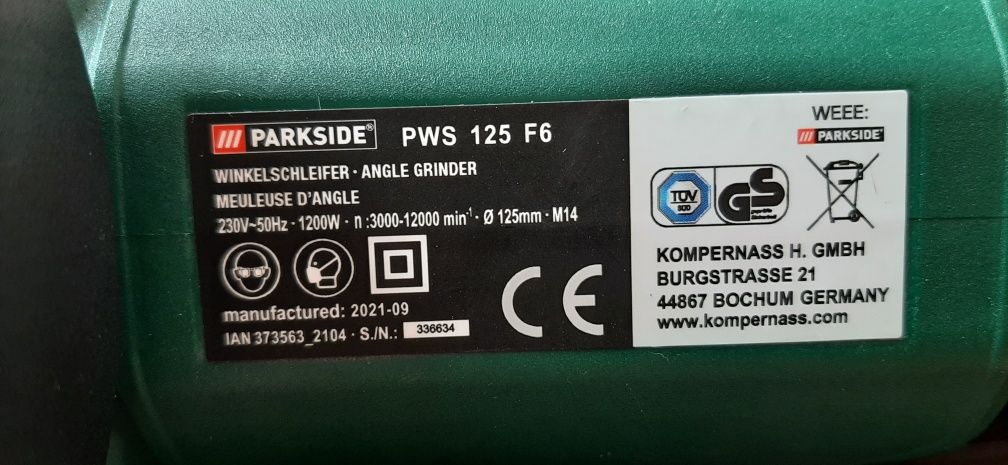 PARKSIDE® PWS 125 F6
WINKELSCHLEIFER · ANGLE GRINDER
MEULEUSE D'ANGLE
230V~50Hz · 1200W · n :3000-12000 min⁻¹ · Ø 125mm · M14
CE
manufactured: 2021-09
IAN 373563_2104 · S./N.: 336634
WEEE:
PARKSIDE®
TÜV
SÜD
GS
KOMPERNASS H. GMBH
BURGSTRASSE 21
44867 BOCHUM GERMANY
www.kompernass.com